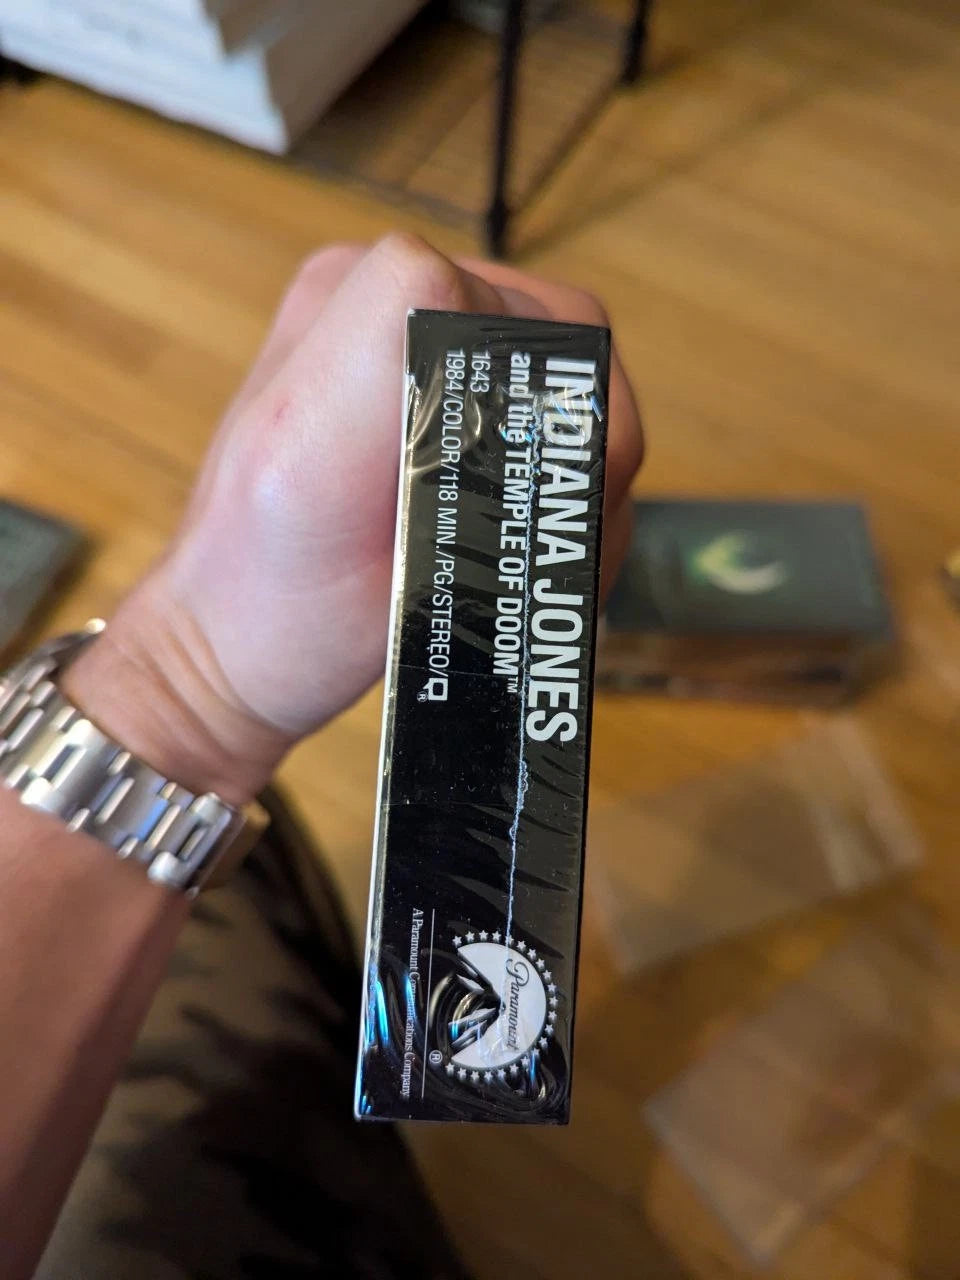 INDIANA JONES
and the TEMPLE OF DOOM™
1643
1984/COLOR/118 MIN./PG/STEREO/
®
Paramount
®
A Paramount Communications Company